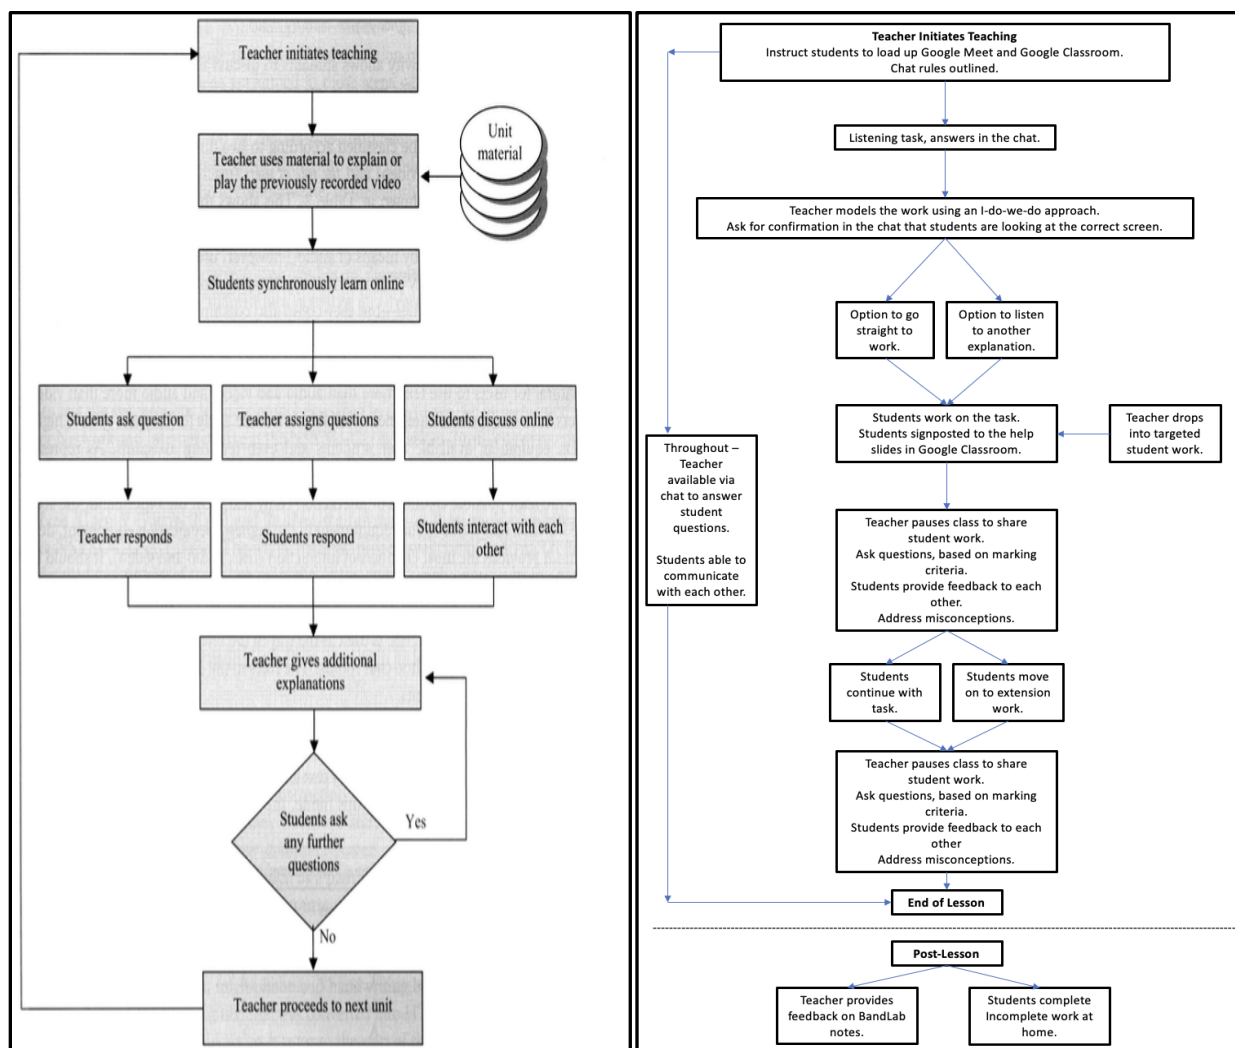 Teacher initiates teaching
Unit
material
Teacher uses material to explain or
play the previously recorded video
Students synchronously learn online
Students ask question
Teacher assigns questions
Students discuss online
Teacher responds
Students respond
Students interact with each
other
Teacher gives additional
explanations
Students ask
any further
questions
Yes
No
Teacher proceeds to next unit
Teacher Initiates Teaching
Instruct students to load up Google Meet and Google Classroom.
Chat rules outlined.
Listening task, answers in the chat.
Teacher models the work using an I-do-we-do approach.
Ask for confirmation in the chat that students are looking at the correct screen.
Option to go
straight to
work.
Option to listen
to another
explanation.
Students work on the task.
Students signposted to the help
slides in Google Classroom.
Teacher drops
into targeted
student work.
Throughout –
Teacher
available via
chat to answer
student
questions.
Students able to
communicate
with each other.
Teacher pauses class to share
student work.
Ask questions, based on marking
criteria.
Students provide feedback to each
other.
Address misconceptions.
Students
continue with
task.
Students move
on to extension
work.
Teacher pauses class to share
student work.
Ask questions, based on marking
criteria.
Students provide feedback to each
other
Address misconceptions.
End of Lesson
Post-Lesson
Teacher provides
feedback on BandLab
notes.
Students complete
Incomplete work at
home.